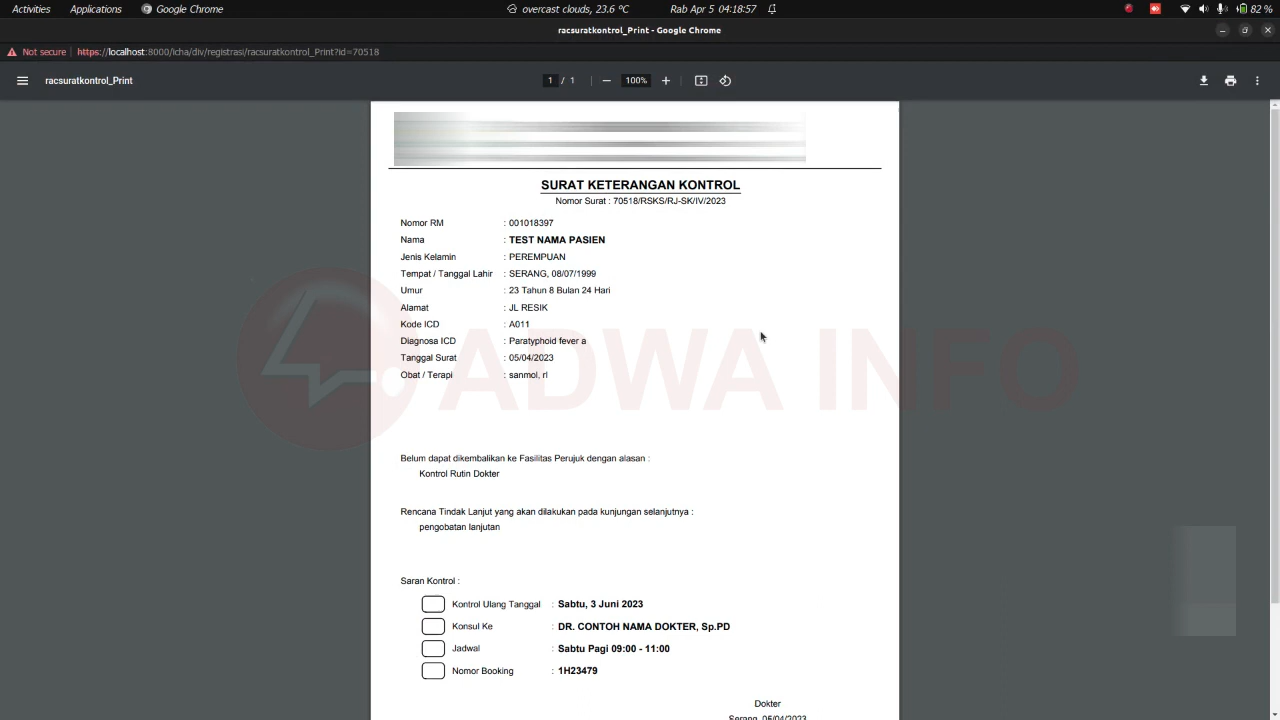 Activities Applications Google Chrome overcast clouds, 23.6 °C Rab Apr 5 04:18:57 82 %
racsuratkontrol_Print - Google Chrome
Not secure https://localhost:8000/icha/div/registrasi/racsuratkontrol_Print?id=70518
racsuratkontrol_Print 1 / 1 100%
SURAT KETERANGAN KONTROL
Nomor Surat : 70518/RSKS/RJ-SK/IV/2023
Nomor RM : 001018397
Nama : TEST NAMA PASIEN
Jenis Kelamin : PEREMPUAN
Tempat / Tanggal Lahir : SERANG, 08/07/1999
Umur : 23 Tahun 8 Bulan 24 Hari
Alamat : JL RESIK
Kode ICD : A011
Diagnosa ICD : Paratyphoid fever a
Tanggal Surat : 05/04/2023
Obat / Terapi : sanmol, rl
ADWA INFO
Belum dapat dikembalikan ke Fasilitas Perujuk dengan alasan :
Kontrol Rutin Dokter
Rencana Tindak Lanjut yang akan dilakukan pada kunjungan selanjutnya :
pengobatan lanjutan
Saran Kontrol :
Kontrol Ulang Tanggal : Sabtu, 3 Juni 2023
Konsul Ke : DR. CONTOH NAMA DOKTER, Sp.PD
Jadwal : Sabtu Pagi 09:00 - 11:00
Nomor Booking : 1H23479
Dokter
Serang, 05/04/2023